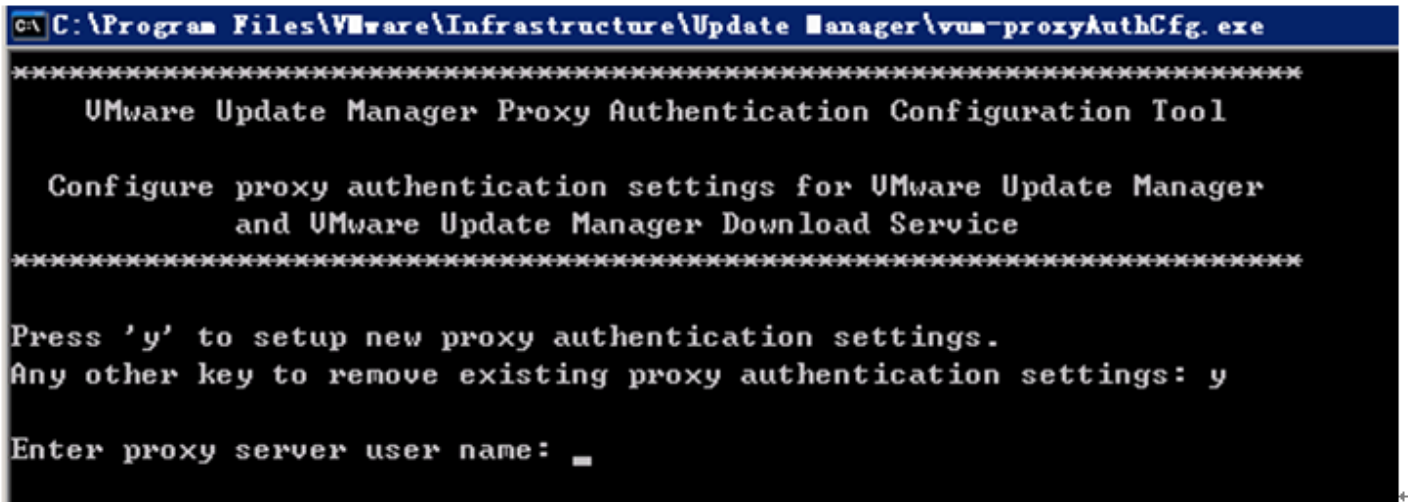 C:\Program Files\VMware\Infrastructure\Update Manager\vum-proxyAuthCfg.exe
*********************************************************************
VMware Update Manager Proxy Authentication Configuration Tool
Configure proxy authentication settings for VMware Update Manager
and VMware Update Manager Download Service
*********************************************************************
Press 'y' to setup new proxy authentication settings.
Any other key to remove existing proxy authentication settings: y
Enter proxy server user name: _